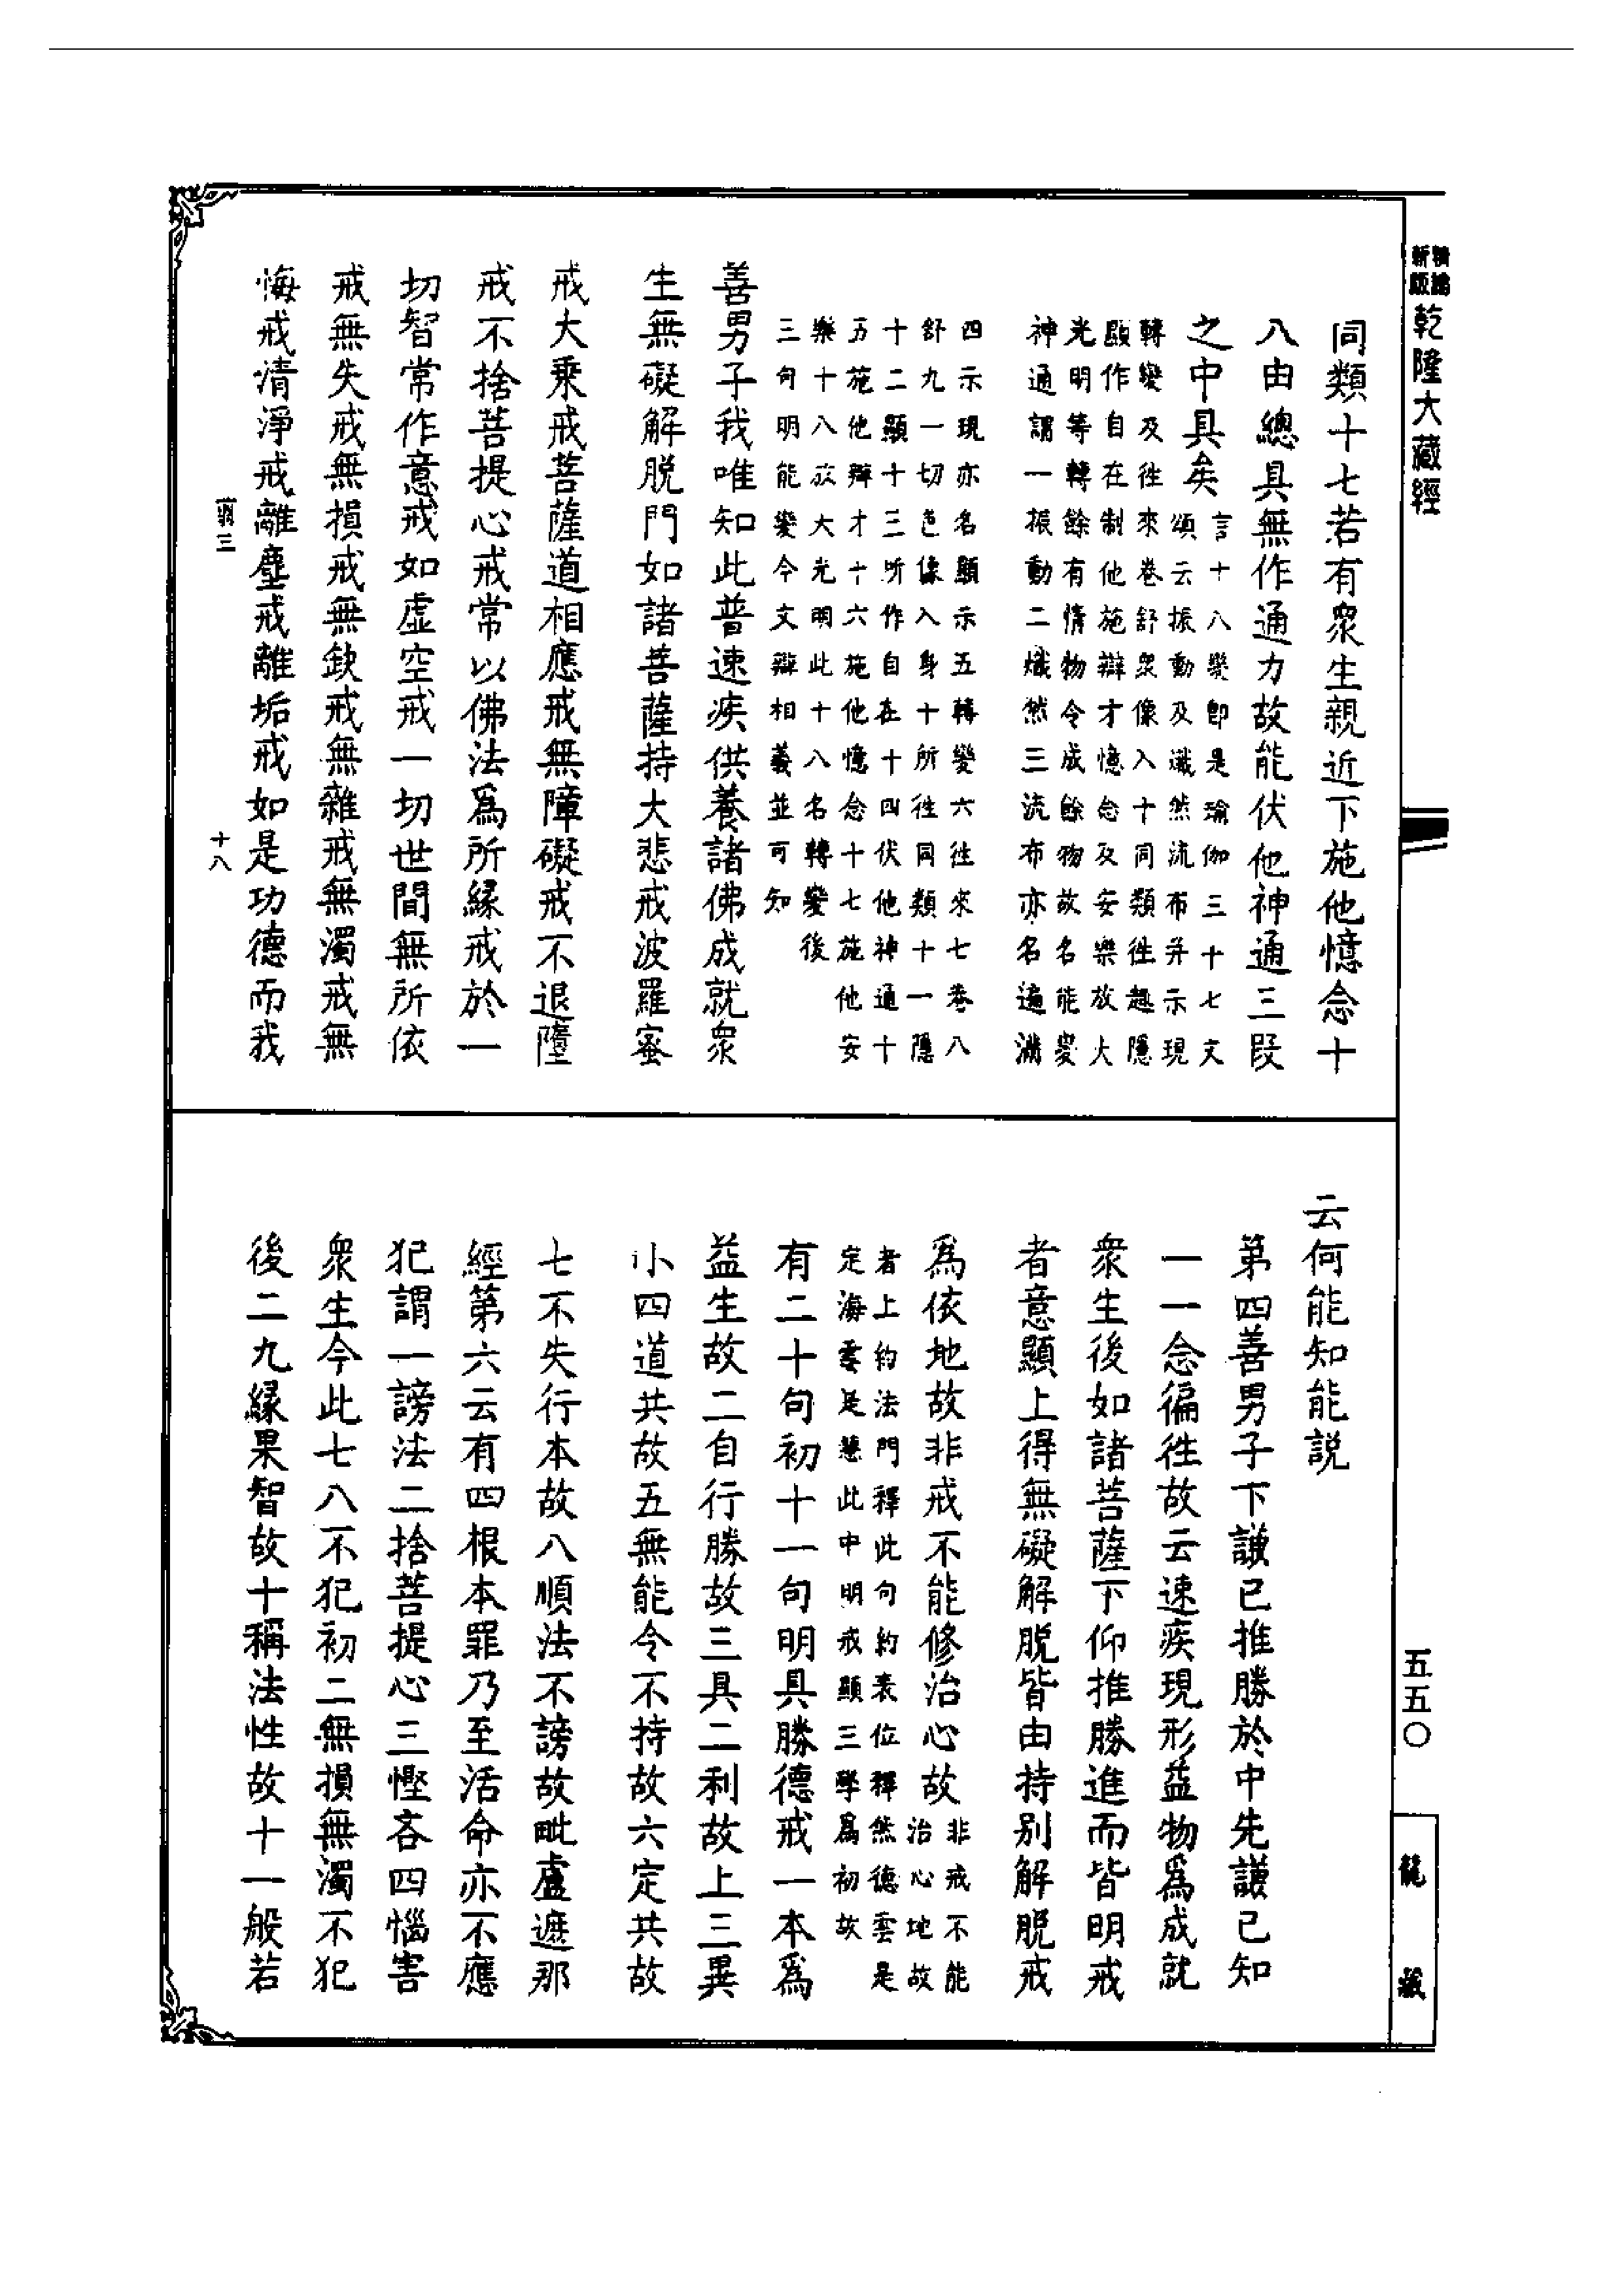 乾隆大藏經
同類十七若有衆生親近下施他憶念十
八由總具無作通力故能伏他神通三段
之中具矣
言十八變即是瑜伽三十七文
頌云振動及熾然流布并示現
轉變及往來卷舒衆像入十同類往趣隱
顯作自在制他施辯才憶念及安樂放大
光明等轉餘有情物令成餘物故名能變
神通謂一振動二熾然三流布亦名遍滿
四示現亦名顯示五轉變六往來七卷八
舒九一切色像入身十所往同類十一隱
十二顯十三所作自在十四伏他神通十
五施他辯才十六施他憶念十七施他安
樂十八放大光明此十八名轉變後
三句明能變今文辯相義並可知
善男子我唯知此普速疾供養諸佛成就衆
生無礙解脫門如諸菩薩持大悲戒波羅蜜
戒大乘戒菩薩道相應戒無障礙戒不退墮
戒不捨菩提心戒常以佛法爲所緣戒於一
切智常作意戒如虛空戒一切世間無所依
戒無失戒無損戒無缺戒無雜戒無濁戒無
悔戒清淨戒離塵戒離垢戒如是功德而我
十八
云何能知能説
第四善男子下謙已推勝於中先謙已知
一一念徧往故云速疾現形益物爲成就
衆生後如諸菩薩下仰推勝進而皆明戒
者意顯上得無礙解脫皆由持別解脫戒
爲依地故非戒不能修治心故
非戒不能
治心地故
者上約法門釋此句約表位釋然德雲是
定海雲是慧此中明戒顯三學爲初故
有二十句初十一句明具勝德戒一本爲
益生故二自行勝故三具二利故上三異
小四道共故五無能令不持故六定共故
七不失行本故八順法不謗故毗盧遮那
經第六云有四根本罪乃至活命亦不應
犯謂一謗法二捨菩提心三慳吝四惱害
衆生今此七八不犯初二無損無濁不犯
後二九緣果智故十稱法性故十一般若
五五〇
龍藏